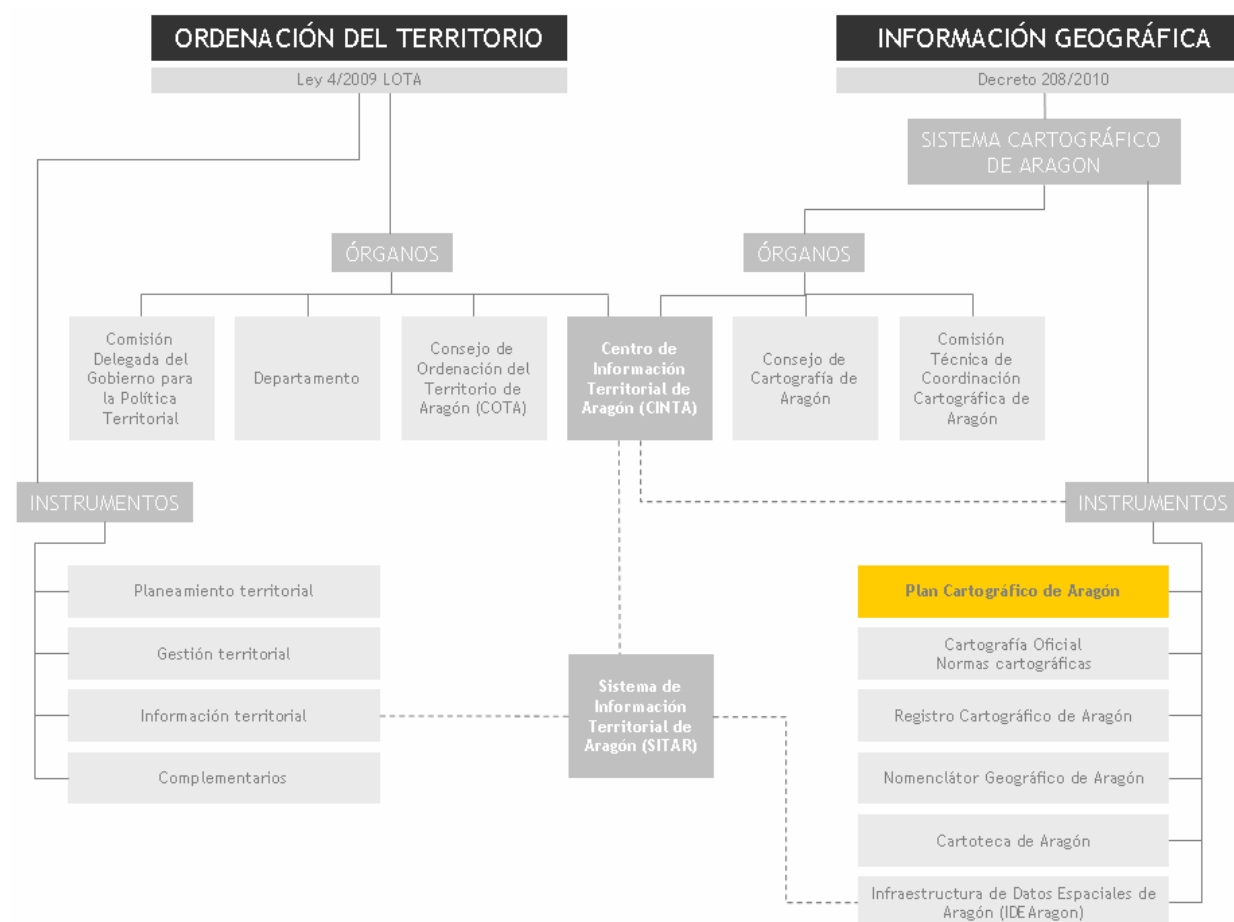 ORDENACIÓN DEL TERRITORIO
Ley 4/2009 LOTA
INFORMACIÓN GEOGRÁFICA
Decreto 208/2010
SISTEMA CARTOGRÁFICO
DE ARAGON
ÓRGANOS
ÓRGANOS
Comisión
Delegada del
Gobierno para
la Política
Territorial
Departamento
Consejo de
Ordenación del
Territorio de
Aragón (COTA)
Centro de
Información
Territorial de
Aragón (CINTA)
Consejo de
Cartografía de
Aragón
Comisión
Técnica de
Coordinación
Cartográfica de
Aragón
INSTRUMENTOS
Planeamiento territorial
Gestión territorial
Información territorial
Complementarios
Sistema de
Información
Territorial de
Aragón (SITAR)
INSTRUMENTOS
Plan Cartográfico de Aragón
Cartografía Oficial
Normas cartográficas
Registro Cartográfico de Aragón
Nomenclátor Geográfico de Aragón
Cartoteca de Aragón
Infraestructura de Datos Espaciales de
Aragón (IDEAragon)